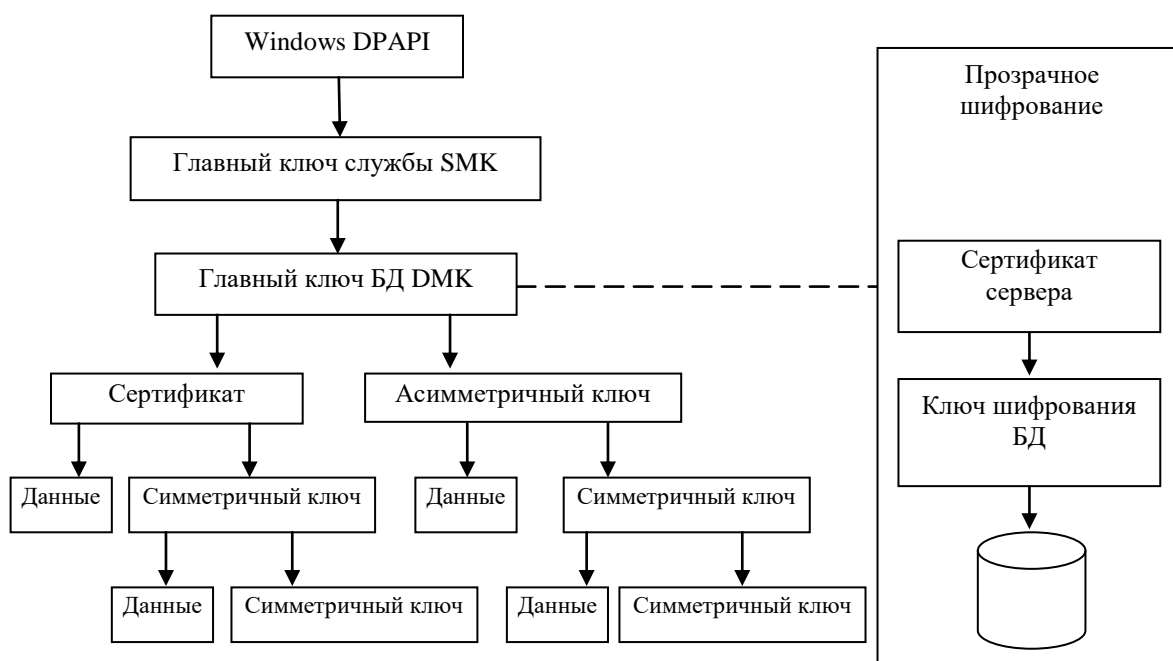 Windows DPAPI
Прозрачное
шифрование
Главный ключ службы SMK
Главный ключ БД DMK
Сертификат
сервера
Сертификат
Асимметричный ключ
Ключ шифрования
БД
Данные
Симметричный ключ
Данные
Симметричный ключ
Данные
Симметричный ключ
Данные
Симметричный ключ